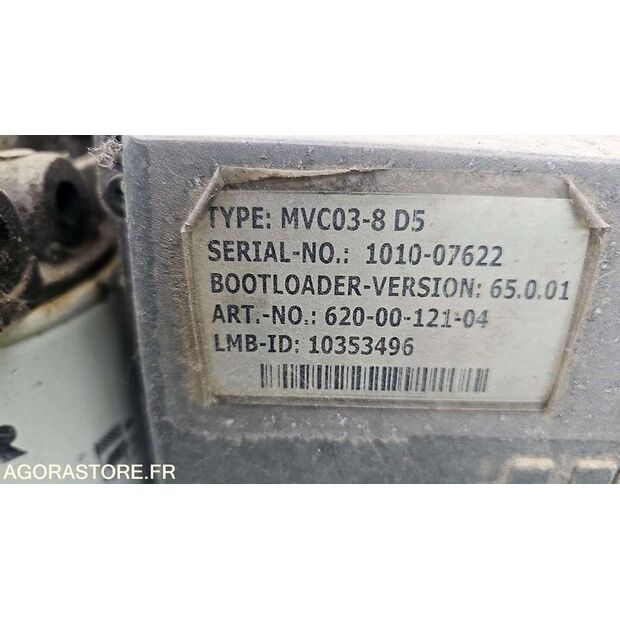 TYPE: MVC03-8 D5
SERIAL-NO.: 1010-07622
BOOTLOADER-VERSION: 65.0.01
ART.-NO.: 620-00-121-04
LMB-ID: 10353496
AGORASTORE.FR